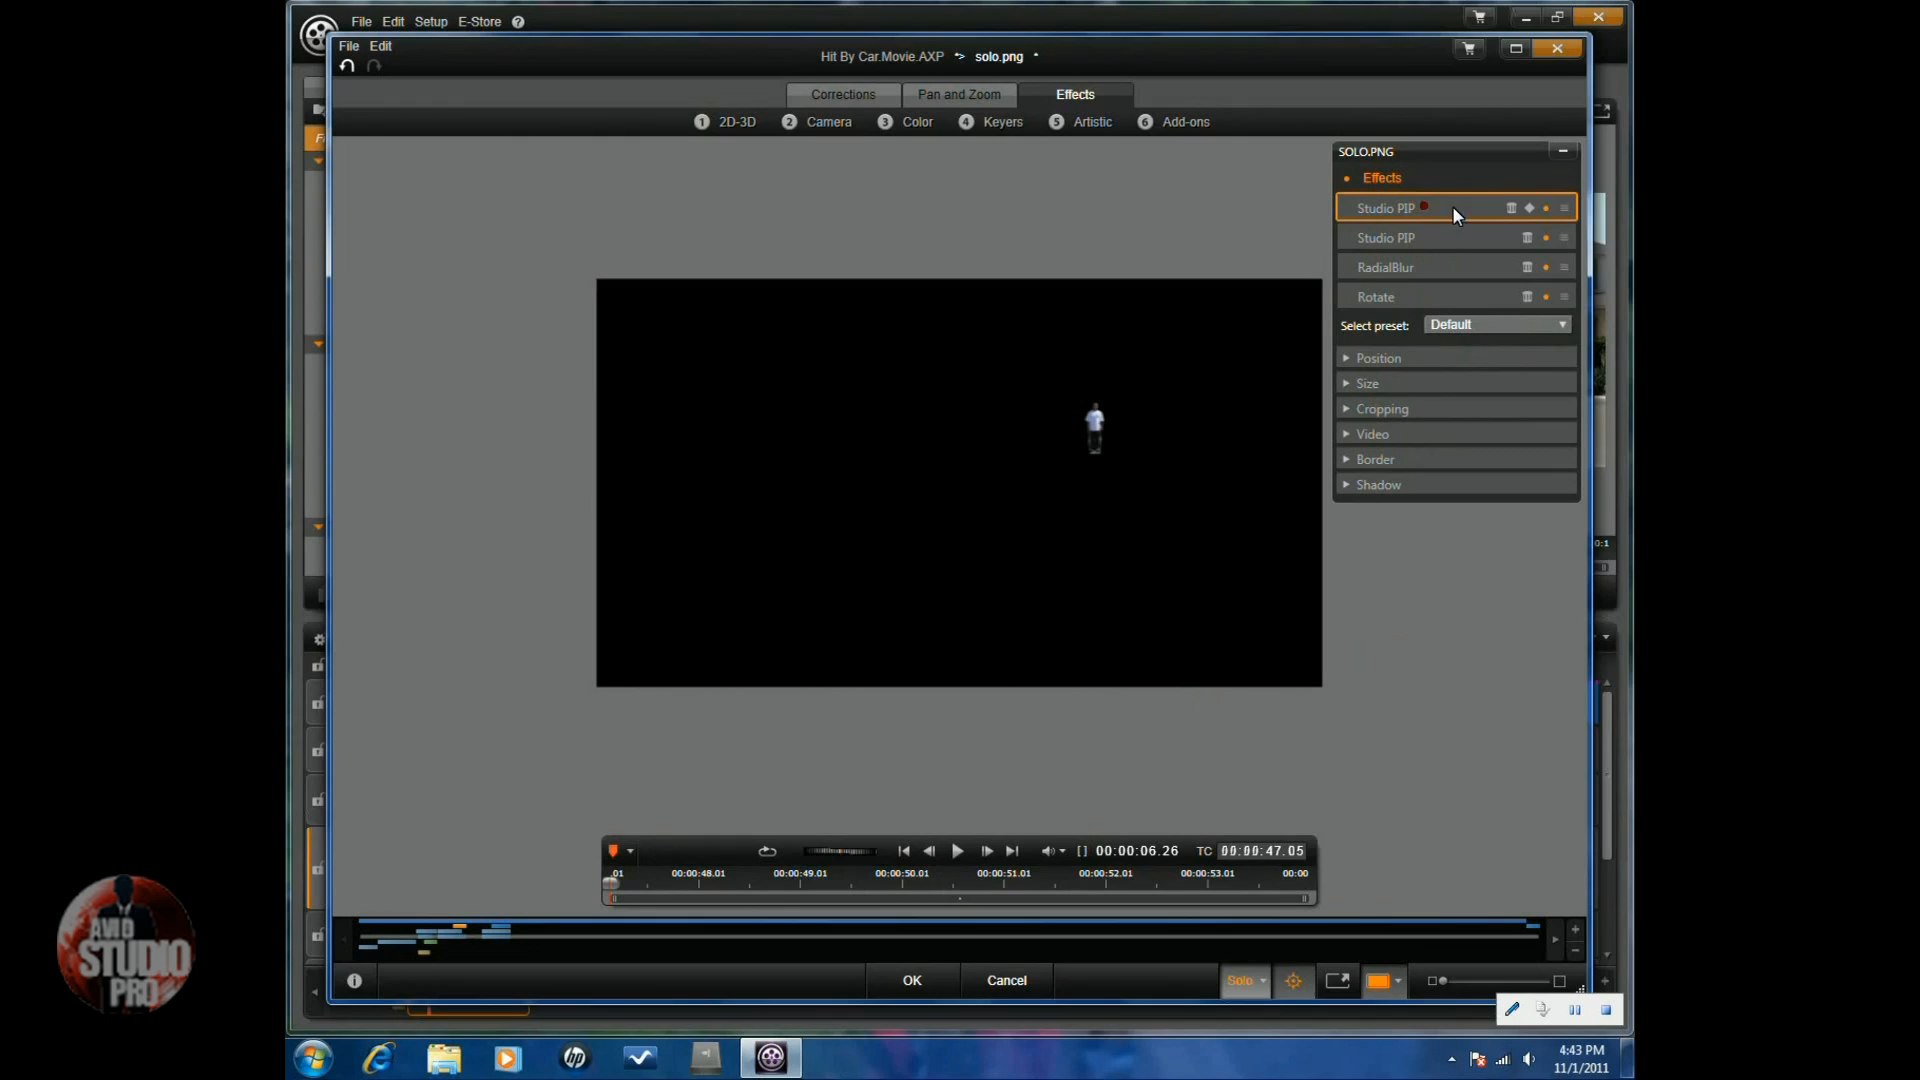 File Edit Setup E-Store ?
File Edit
Hit By Car.Movie.AXP solo.png
Corrections Pan and Zoom Effects
1 2D-3D 2 Camera 3 Color 4 Keyers 5 Artistic 6 Add-ons
SOLO.PNG
Effects
Studio PIP
Studio PIP
RadialBlur
Rotate
Select preset: Default
Position
Size
Cropping
Video
Border
Shadow
[] 00:00:06.26 TC 00:00:47.05
01 00:00:48.01 00:00:49.01 00:00:50.01 00:00:51.01 00:00:52.01 00:00:53.01 00:00
OK Cancel Solo
AVID
STUDIO
PRO
hp
4:43 PM
11/1/2011